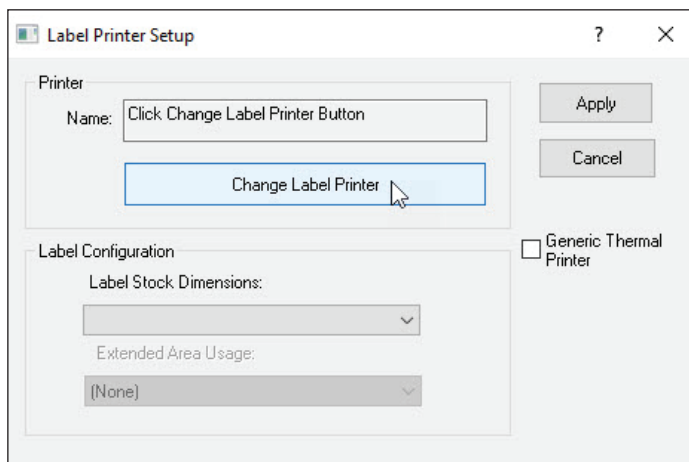 Label Printer Setup
?
Printer
Name:
Click Change Label Printer Button
Apply
Change Label Printer
Cancel
Label Configuration
Generic Thermal
Printer
Label Stock Dimensions:
Extended Area Usage:
(None)